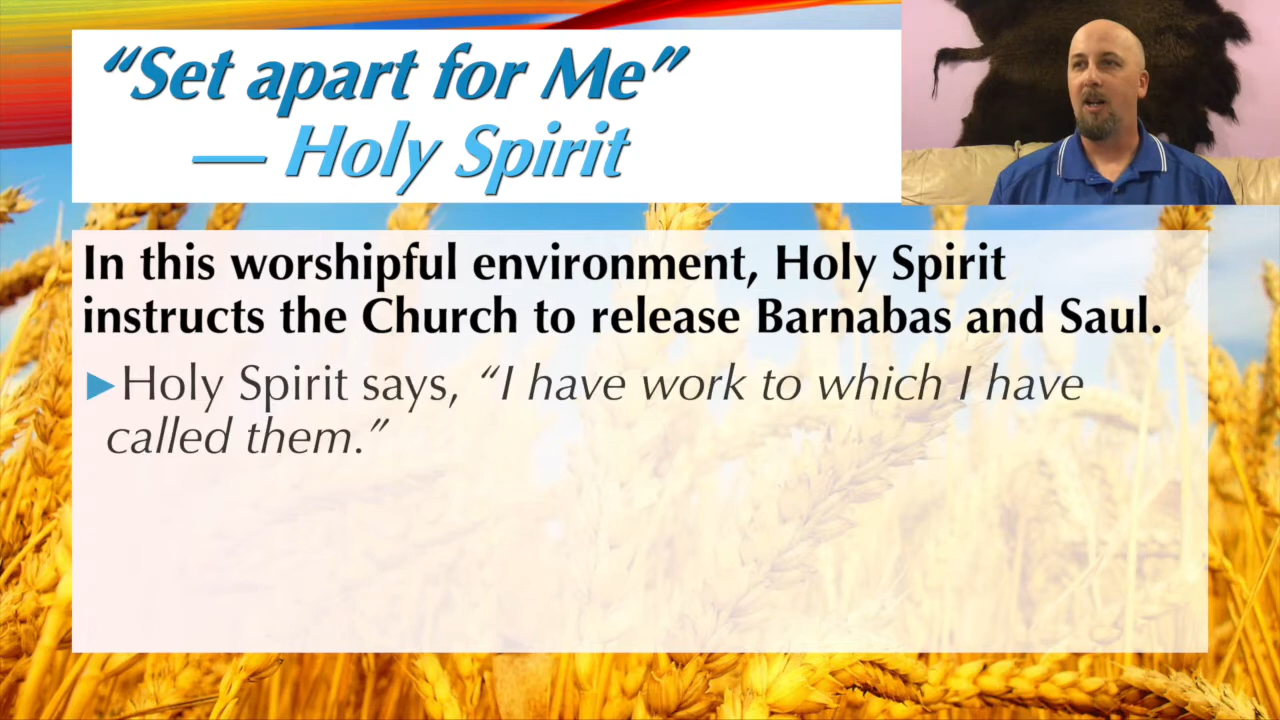 “Set apart for Me”
— Holy Spirit
In this worshipful environment, Holy Spirit
instructs the Church to release Barnabas and Saul.
►Holy Spirit says, “I have work to which I have
called them.”